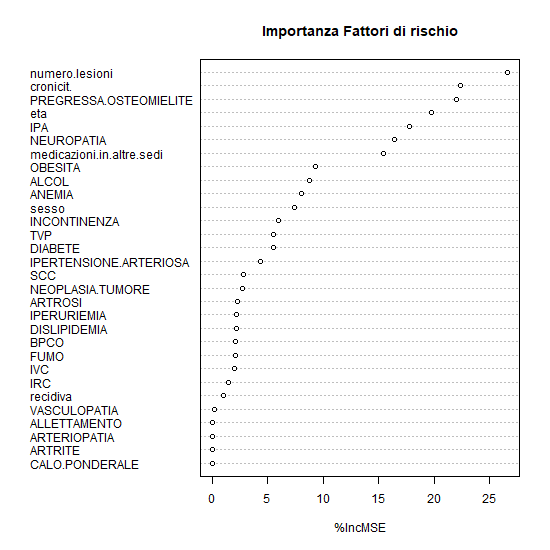 Importanza Fattori di rischio
numero.lesioni
cronicit.
PREGRESSA.OSTEOMIELITE
eta
IPA
NEUROPATIA
medicazioni.in.altre.sedi
OBESITA
ALCOL
ANEMIA
sesso
INCONTINENZA
TVP
DIABETE
IPERTENSIONE.ARTERIOSA
SCC
NEOPLASIA.TUMORE
ARTROSI
IPERURIEMIA
DISLIPIDEMIA
BPCO
FUMO
IVC
IRC
recidiva
VASCULOPATIA
ALLETTAMENTO
ARTERIOPATIA
ARTRITE
CALO.PONDERALE
0 5 10 15 20 25
%IncMSE